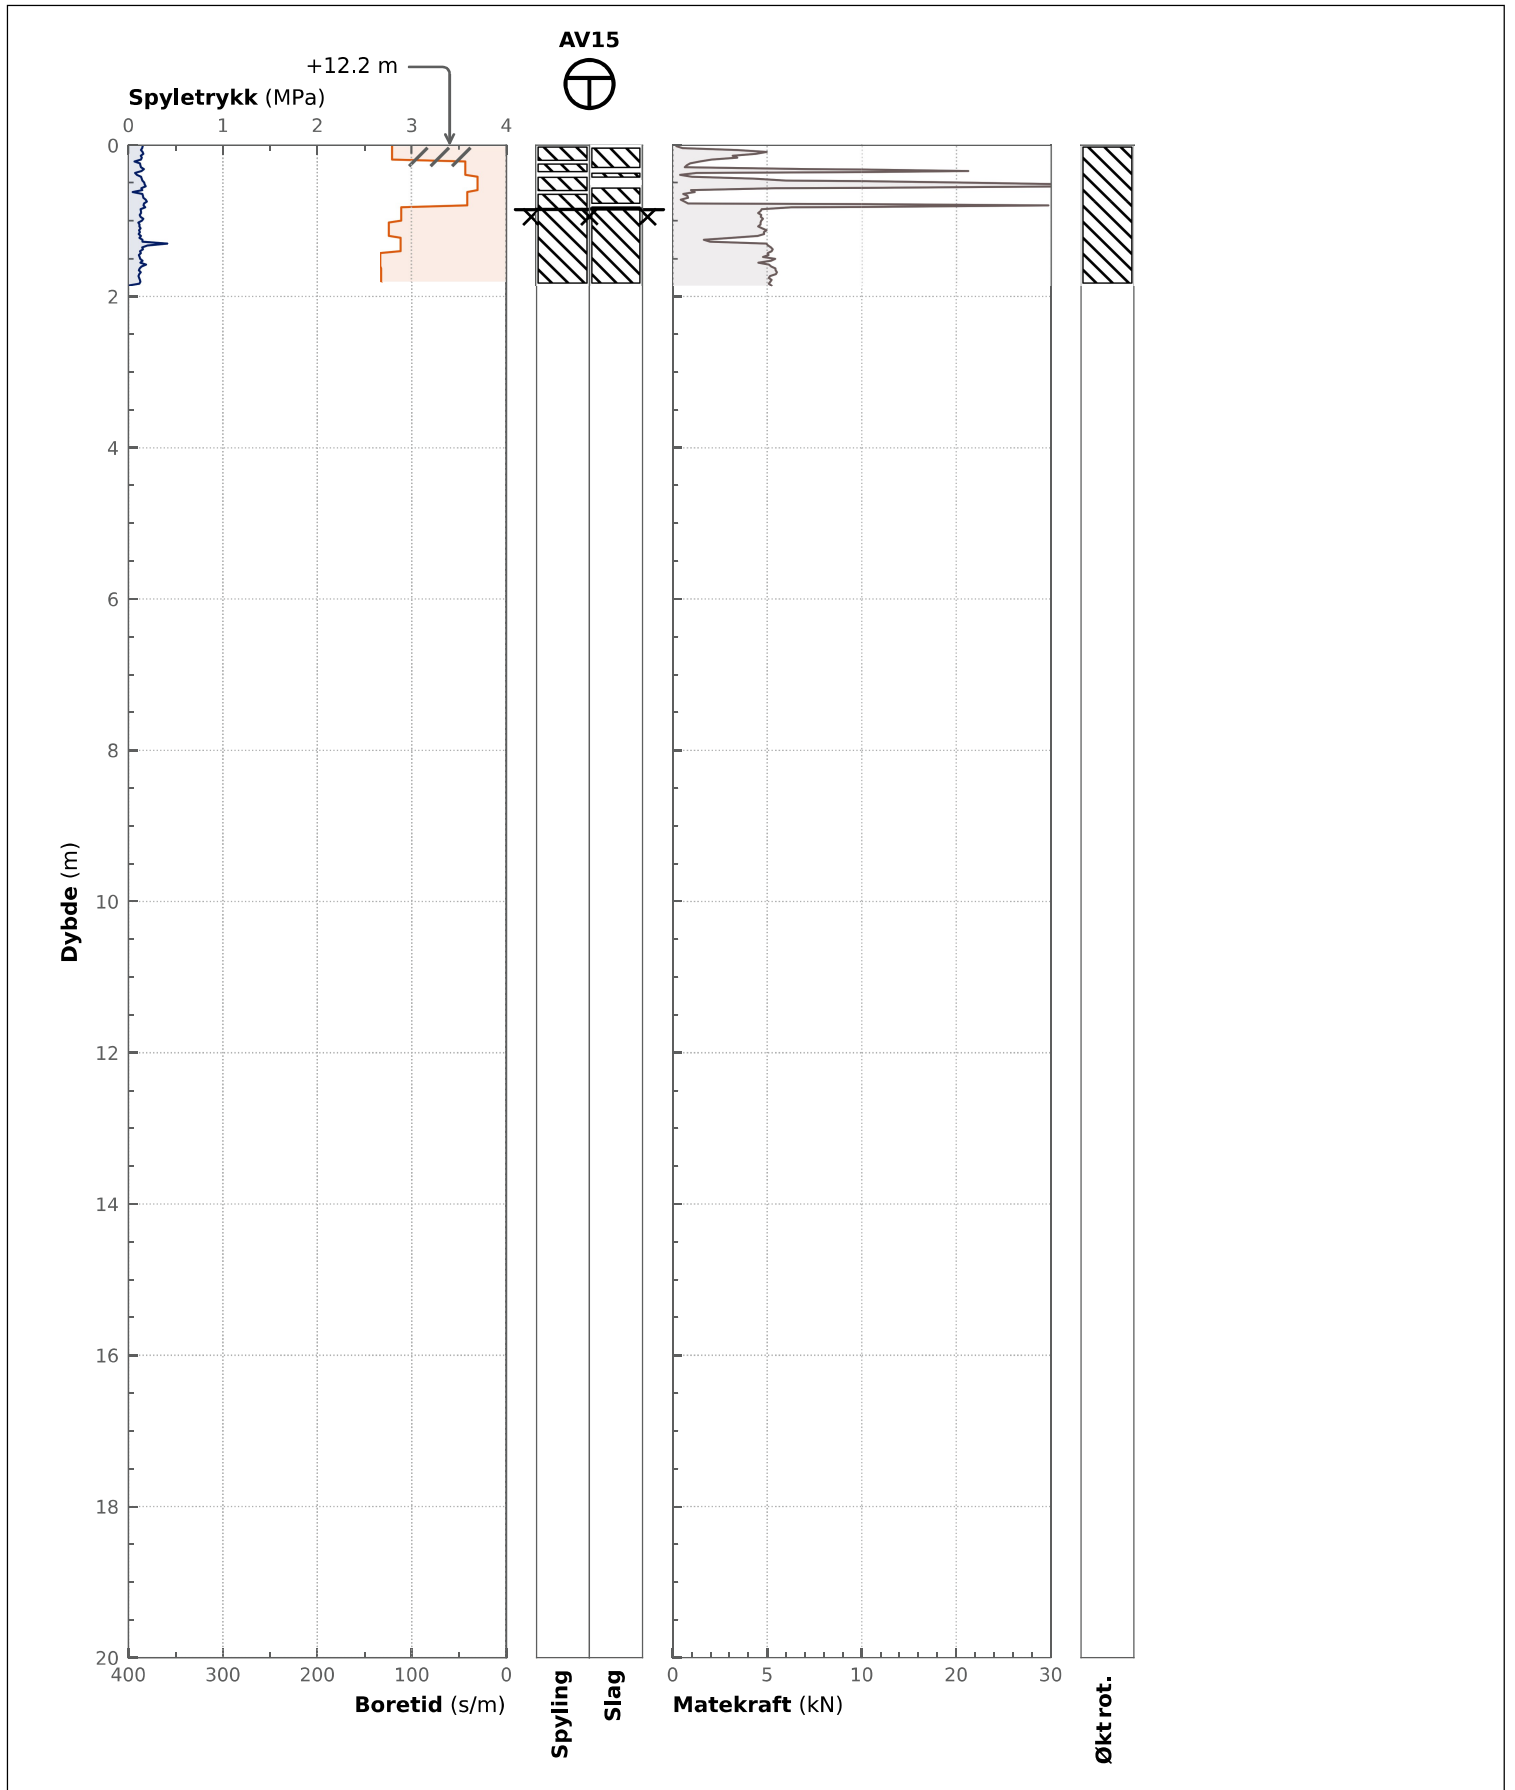 AV15
+12.2 m
Spyletrykk (MPa)
0 1 2 3 4
0
2
4
6
8
10
12
14
16
18
20
Dybde (m)
400 300 200 100 0
0 5 10 20 30
Boretid (s/m)
Spyling
Slag
Matekraft (kN)
Økt rot.